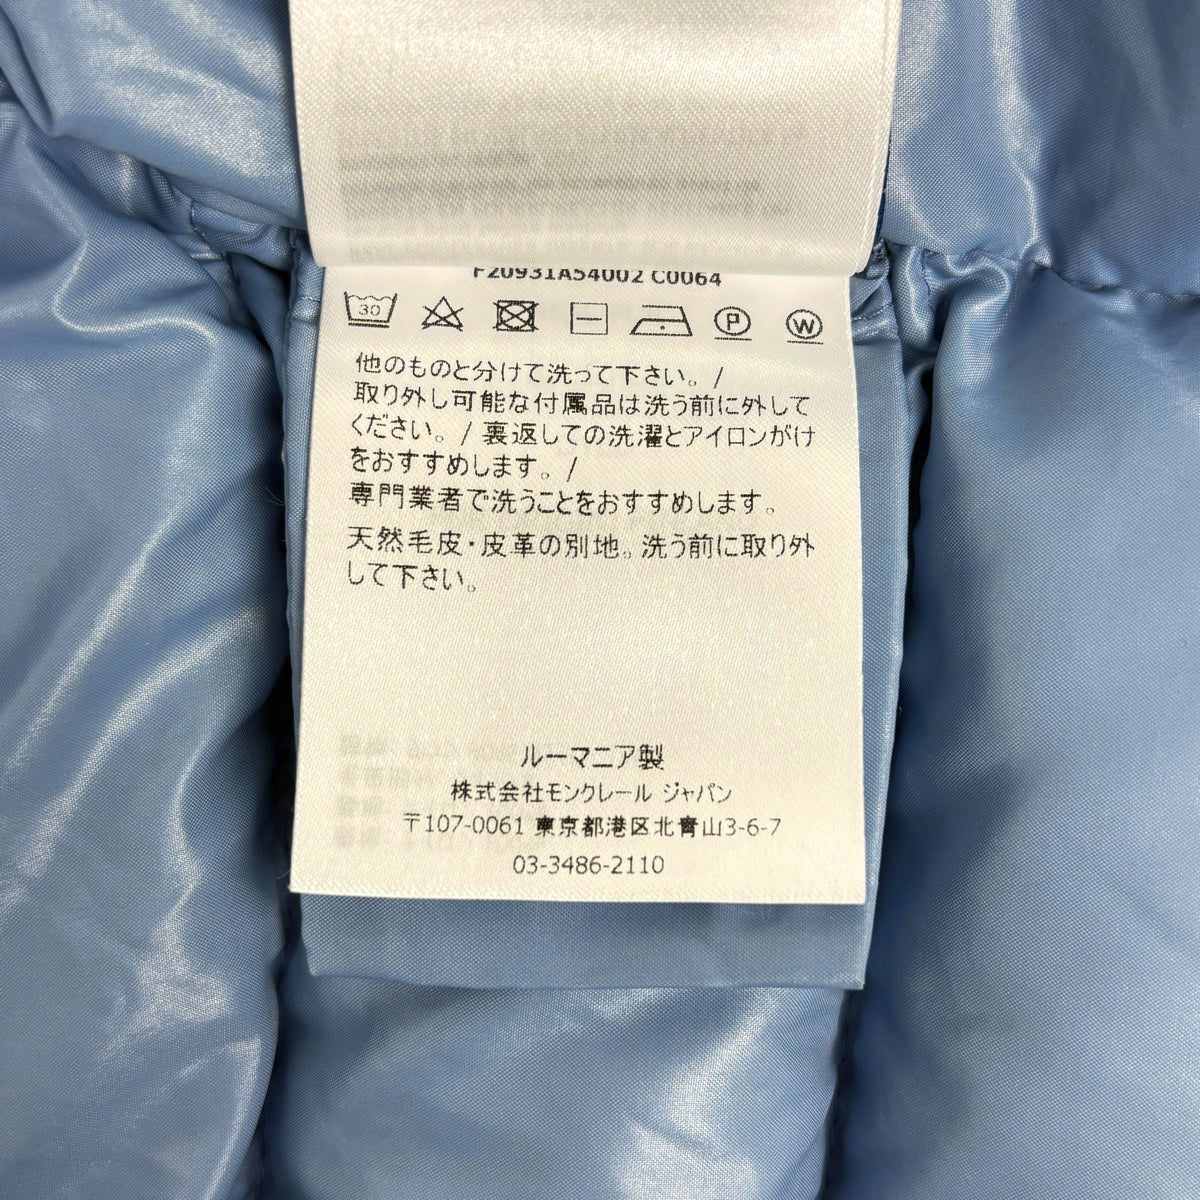 F20931A54002 C0064
30
P
W
他のものと分けて洗って下さい。/
取り外し可能な付属品は洗う前に外して
ください。/ 裏返しての洗濯とアイロンがけ
をおすすめします。/
専門業者で洗うことをおすすめします。
天然毛皮・皮革の別地。洗う前に取り外
して下さい。
ルーマニア製
株式会社モンクレール ジャパン
〒107-0061 東京都港区北青山3-6-7
03-3486-2110